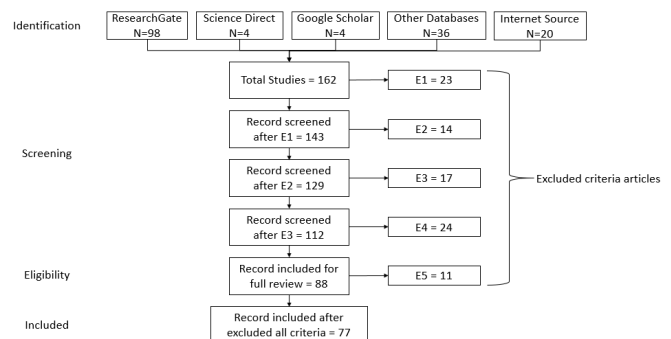 Identification
ResearchGate
N=98
Science Direct
N=4
Google Scholar
N=4
Other Databases
N=36
Internet Source
N=20
Total Studies = 162
E1 = 23
Screening
Record screened
after E1 = 143
E2 = 14
Record screened
after E2 = 129
E3 = 17
Excluded criteria articles
Record screened
after E3 = 112
E4 = 24
Eligibility
Record included for
full review = 88
E5 = 11
Included
Record included after
excluded all criteria = 77